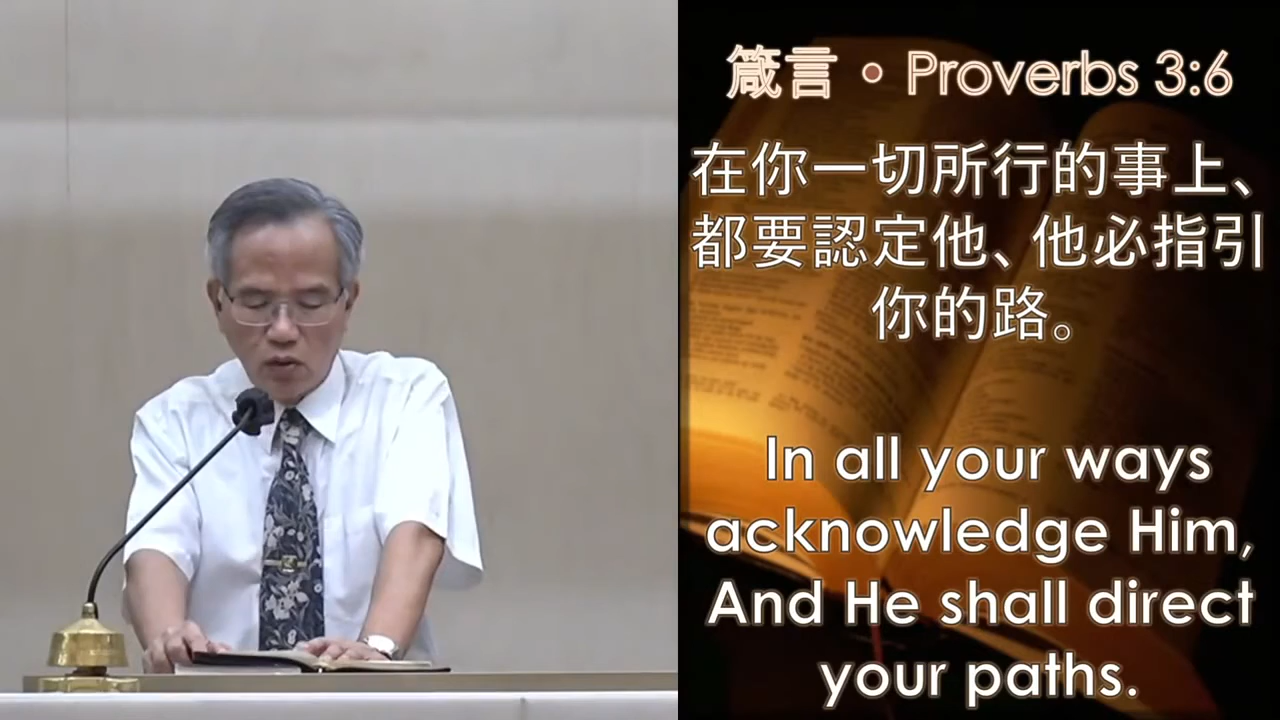 箴言 • Proverbs 3:6
在你一切所行的事上、
都要認定他、他必指引
你的路。
In all your ways
acknowledge Him,
And He shall direct
your paths.